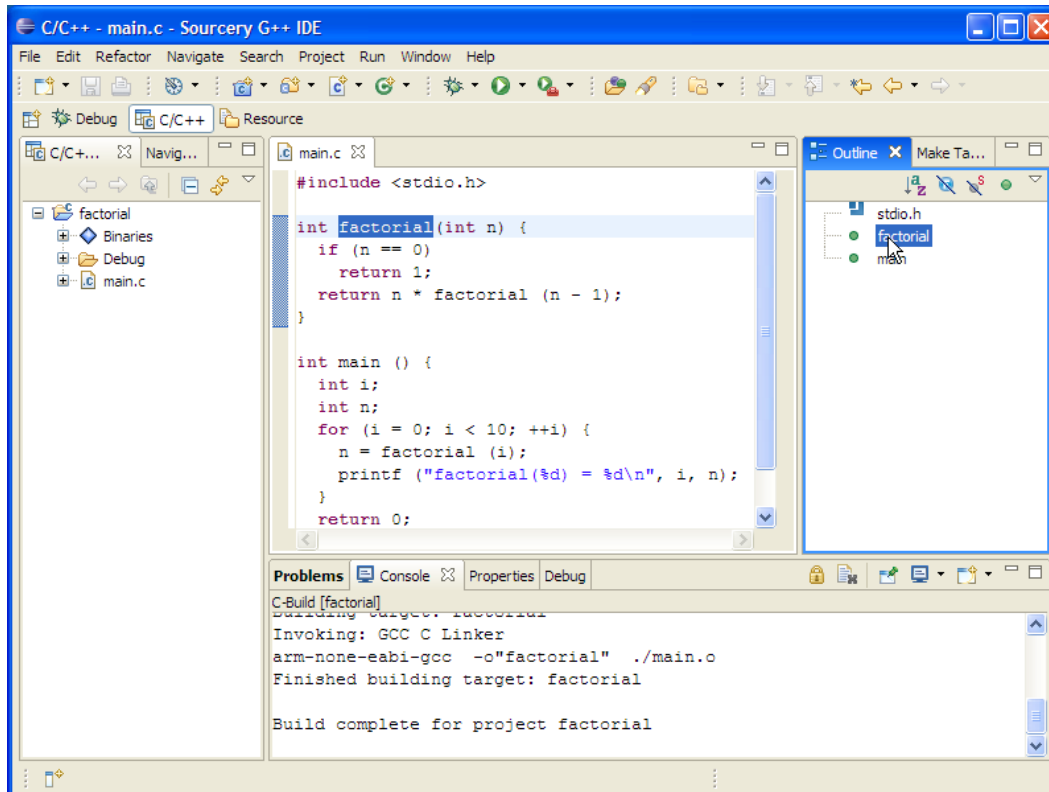 C/C++ - main.c - Sourcery G++ IDE
File Edit Refactor Navigate Search Project Run Window Help
Debug C/C++ Resource
C/C+... Navig...
factorial
Binaries
Debug
main.c
main.c
#include <stdio.h>
int factorial(int n) {
if (n == 0)
return 1;
return n * factorial (n - 1);
}
int main () {
int i;
int n;
for (i = 0; i < 10; ++i) {
n = factorial (i);
printf ("factorial(%d) = %d\n", i, n);
}
return 0;
Outline Make Ta...
stdio.h
factorial
main
Problems Console Properties Debug
C-Build [factorial]
Building target: factorial
Invoking: GCC C Linker
arm-none-eabi-gcc -o"factorial" ./main.o
Finished building target: factorial
Build complete for project factorial